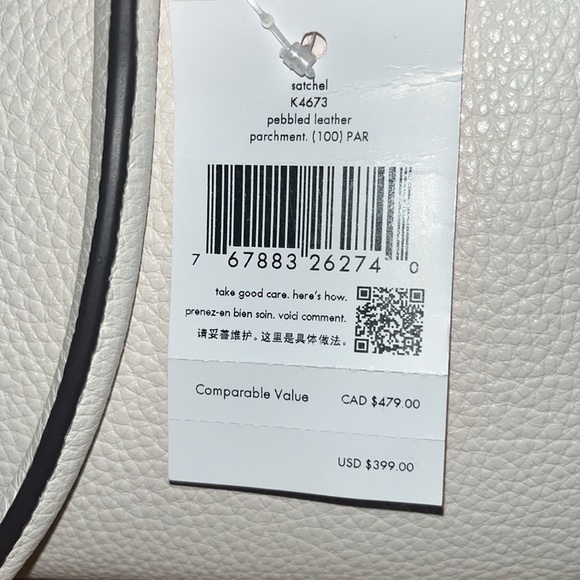 satchel
K4673
pebbled leather
parchment. (100) PAR
7 67883 26274 0
take good care. here's how.
prenez-en bien soin. voici comment.
请妥善维护。这里是具体做法。
Comparable Value CAD $479.00
USD $399.00